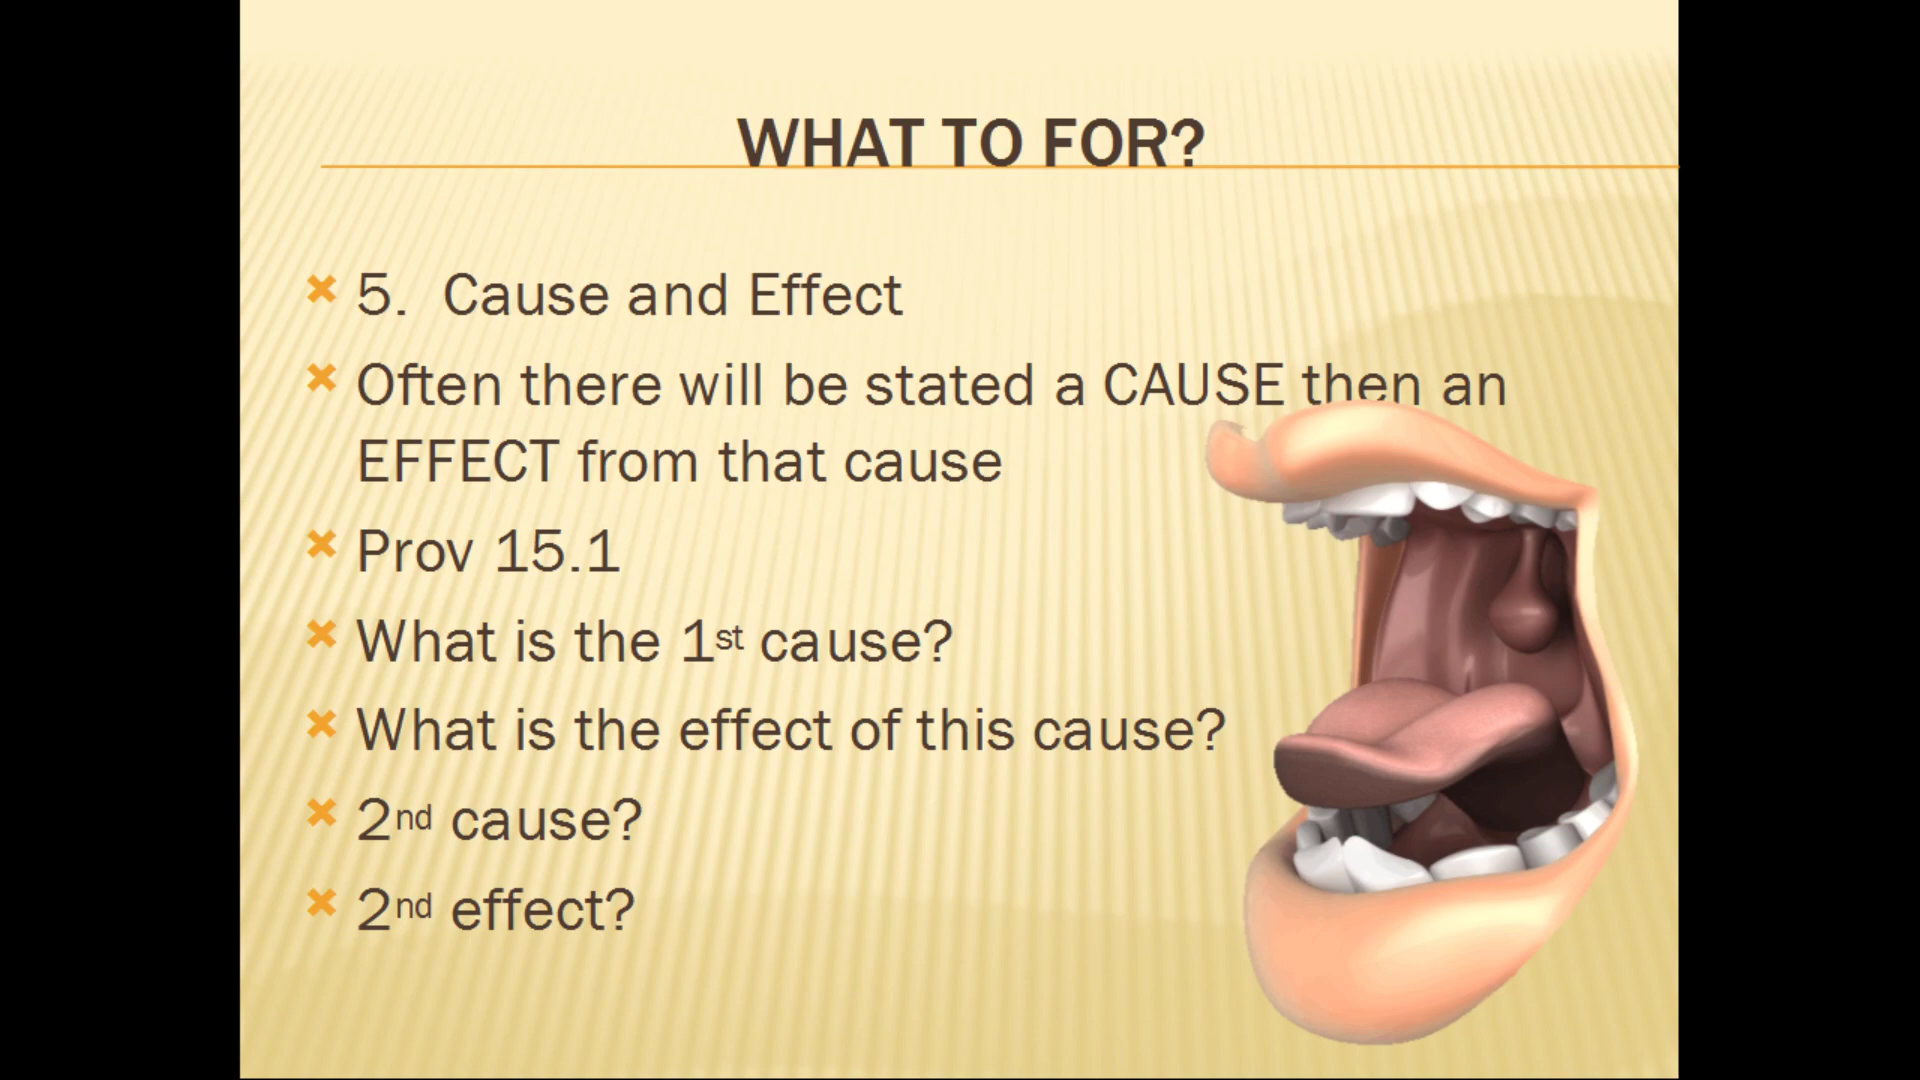 WHAT TO FOR?
5. Cause and Effect
Often there will be stated a CAUSE then an
EFFECT from that cause
Prov 15.1
What is the 1st cause?
What is the effect of this cause?
2nd cause?
2nd effect?